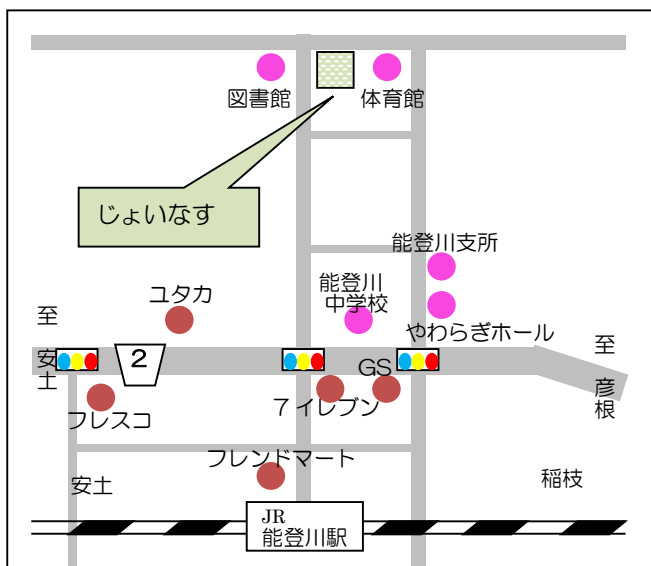 図書館
体育館
じょいなす
能登川支所
能登川
中学校
ユタカ
やわらぎホール
至
安土
2
GS
至
彦根
フレスコ
7イレブン
フレンドマート
安土
稲枝
JR
能登川駅